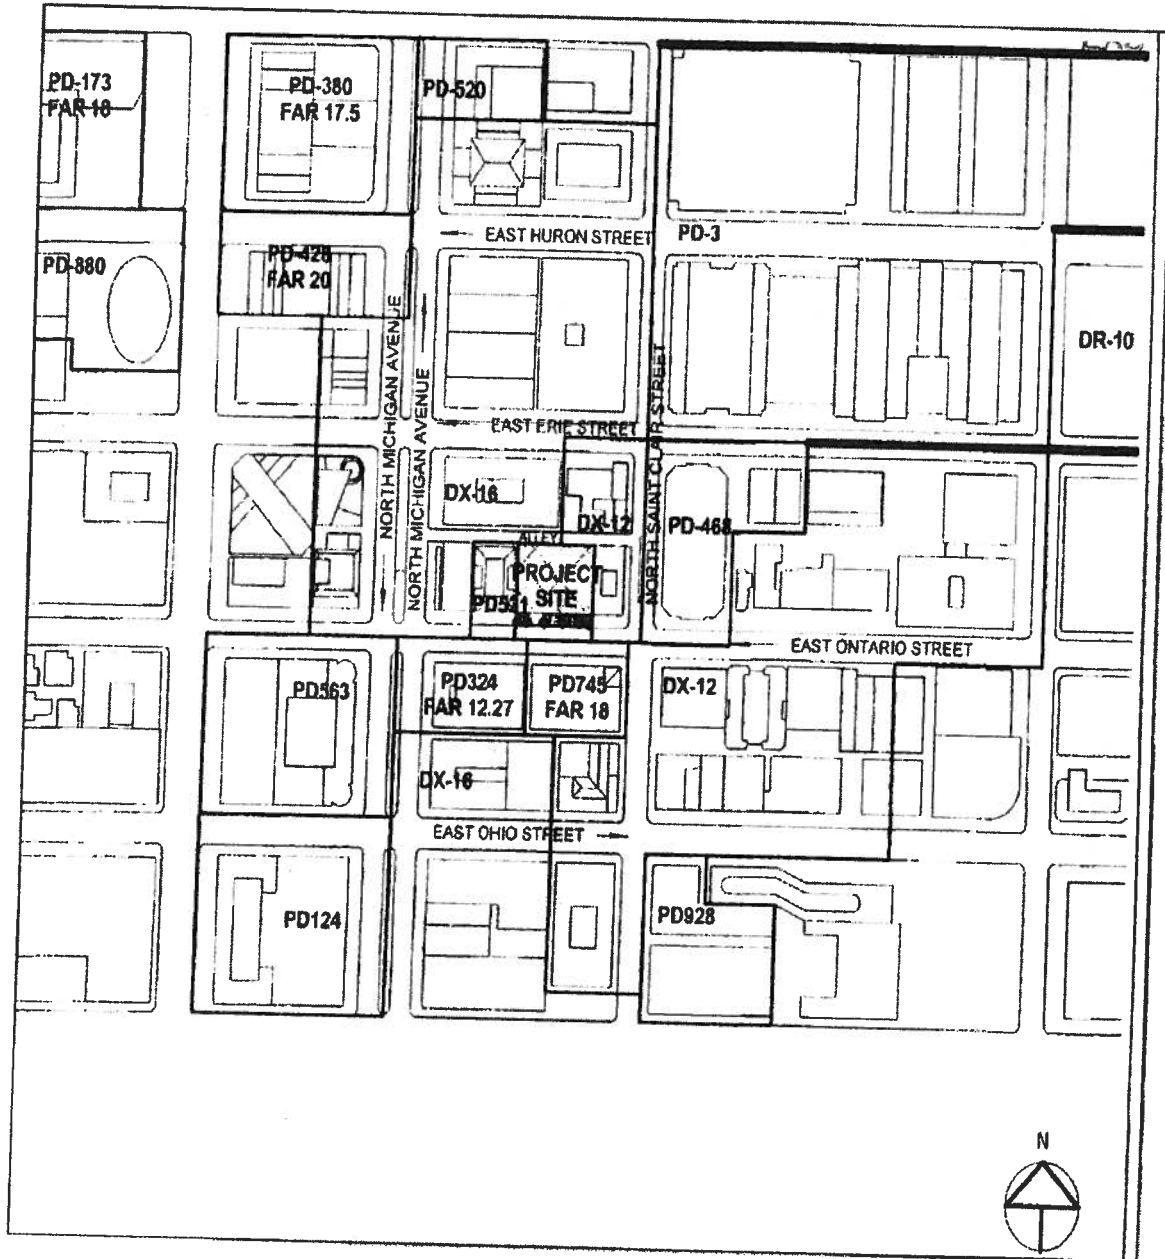 PD-173
FAR 18
PD-380
FAR 17.5
PD-520
EAST HURON STREET
PD-3
PD-880
PD-428
FAR 20
DR-10
NORTH MICHIGAN AVENUE
NORTH MICHIGAN AVENUE
NORTH SAINT CLAIR STREET
EAST ERIE STREET
DX-16
DX-12
PD-468
ALLEY
PROJECT
SITE
PD521
EAST ONTARIO STREET
PD563
PD324
FAR 12.27
PD745
FAR 18
DX-12
DX-16
EAST OHIO STREET
PD124
PD928
N